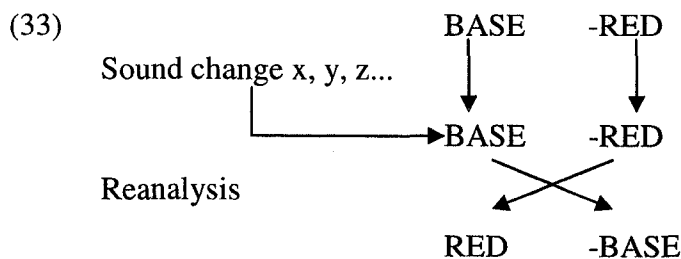 (33) BASE -RED
Sound change x, y, z...
BASE -RED
Reanalysis
RED -BASE